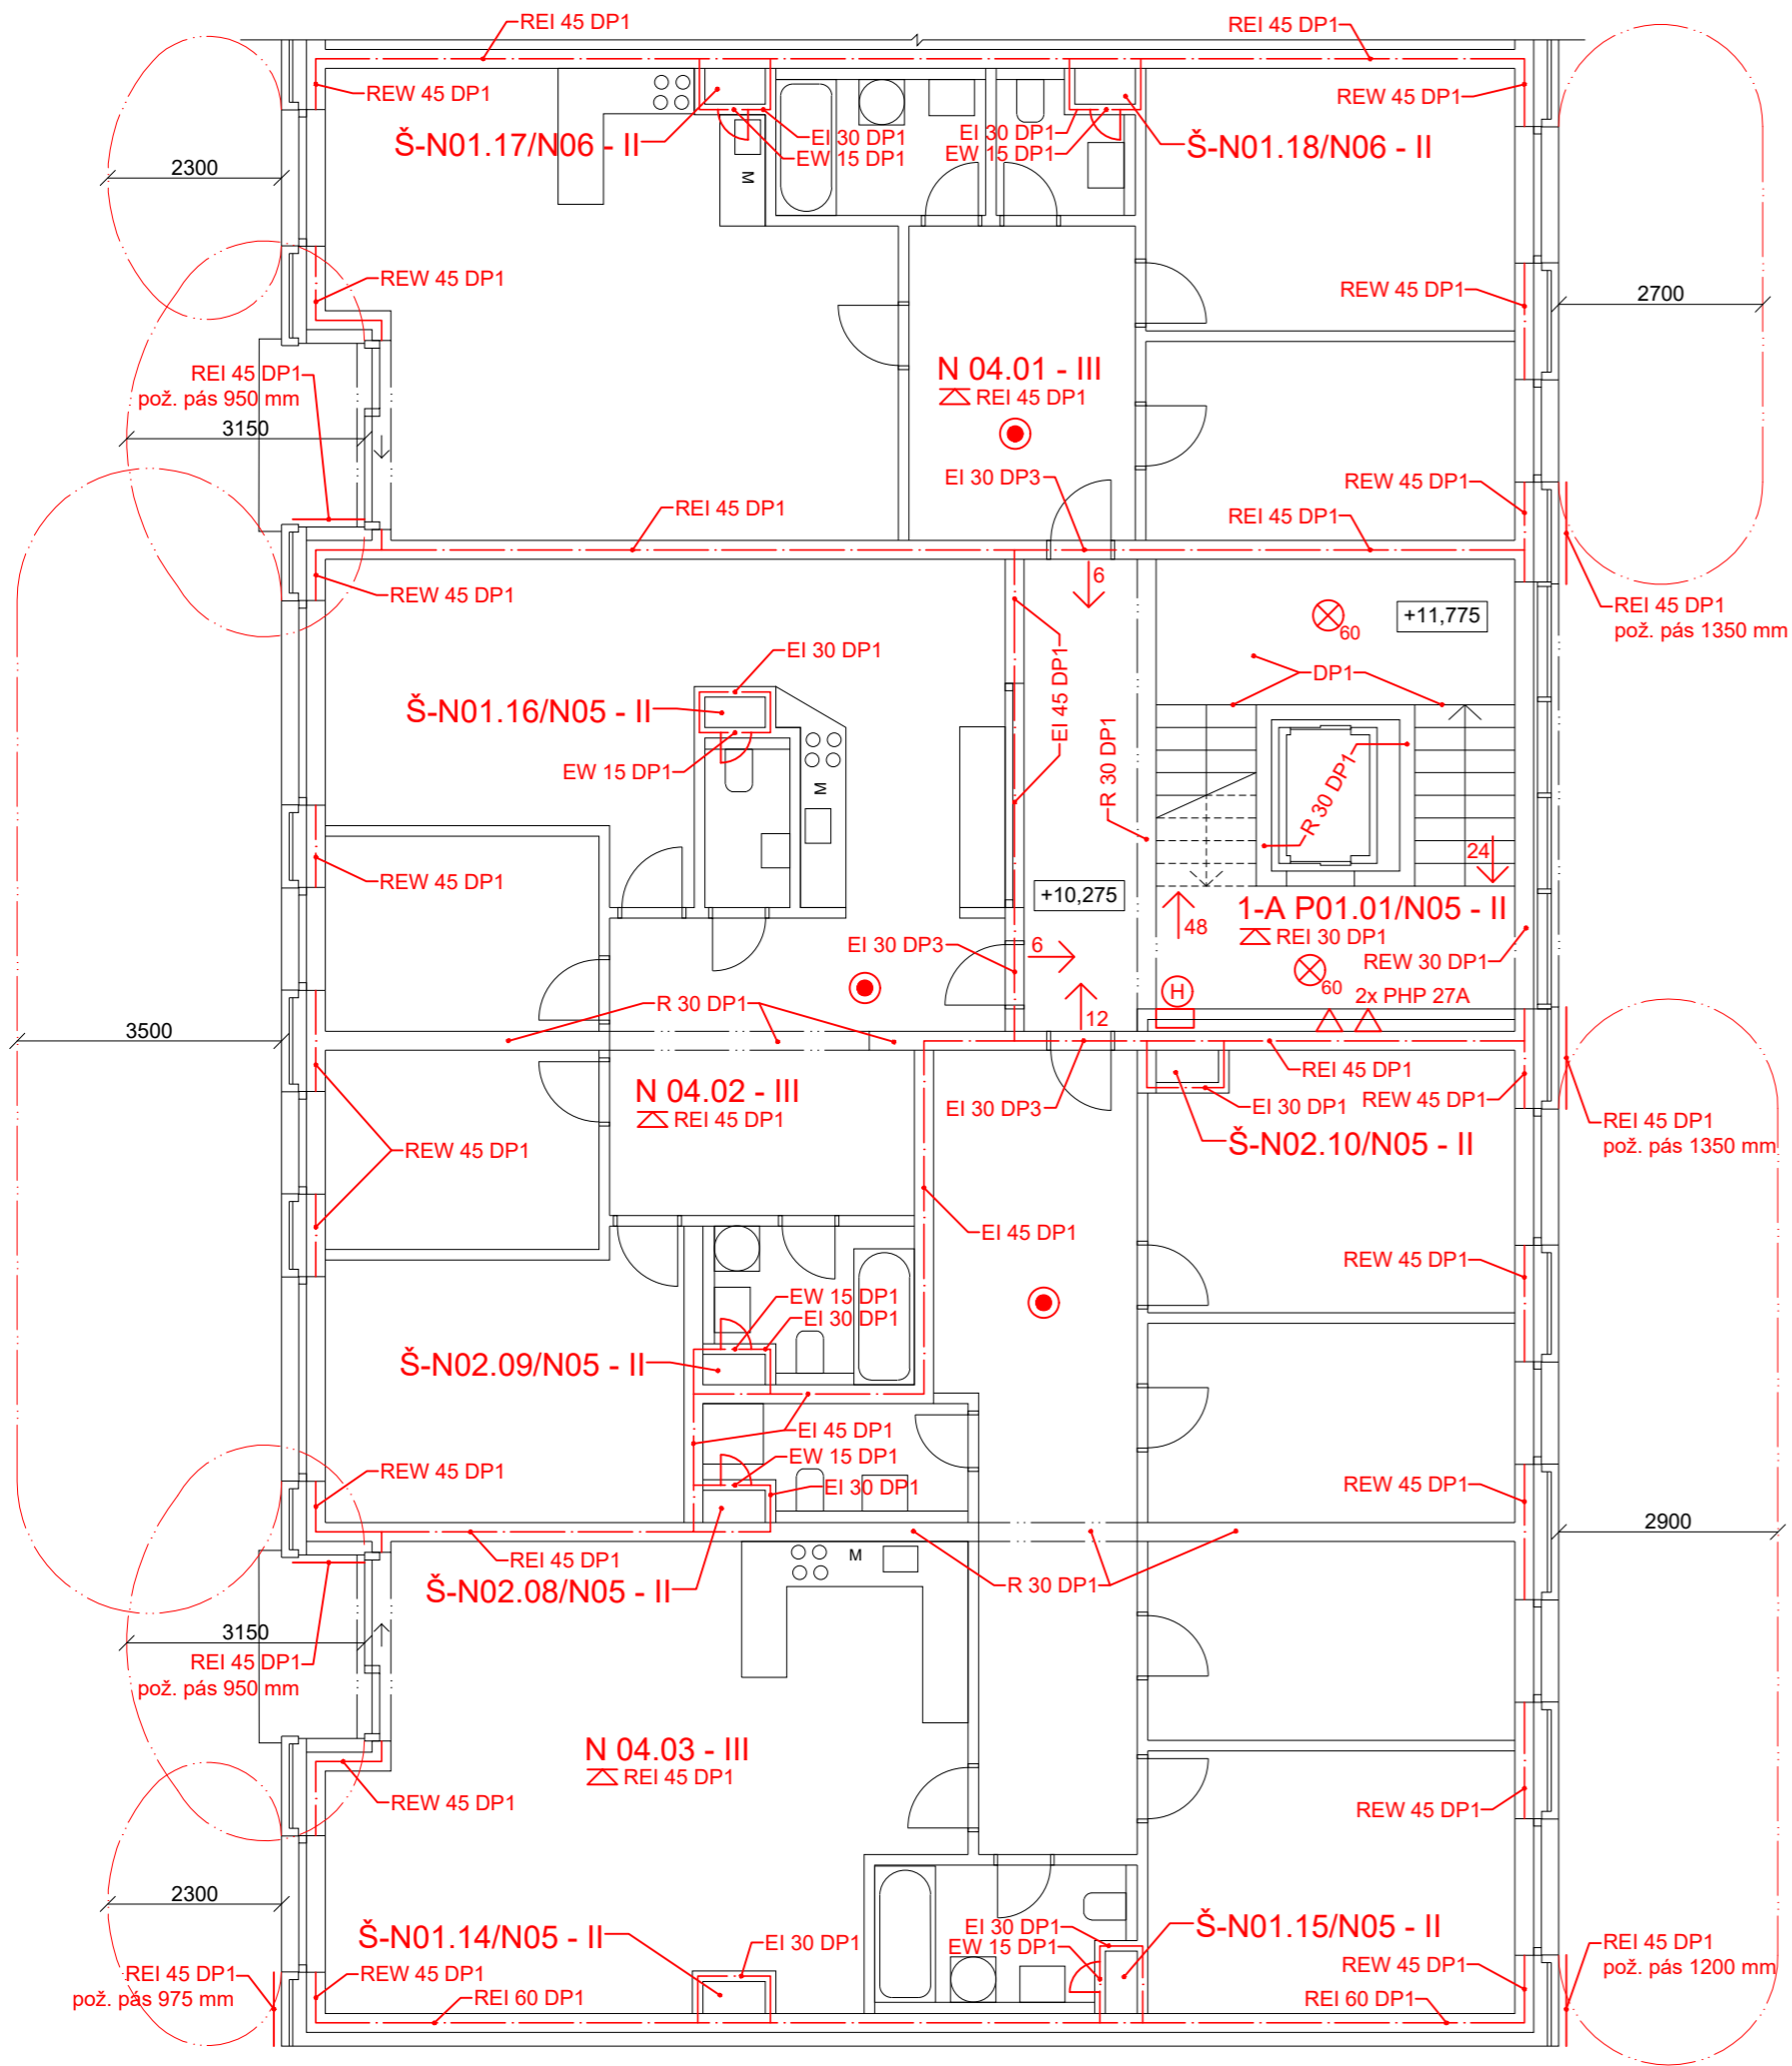 REI 45 DP1
REI 45 DP1
REW 45 DP1
REW 45 DP1
EI 30 DP1
EW 15 DP1
EI 30 DP1
EW 15 DP1
Š-N01.17/N06 - II
Š-N01.18/N06 - II
2300
M
REW 45 DP1
REW 45 DP1
2700
N 04.01 - III
REI 45 DP1
REI 45 DP1
pož. pás 950 mm
3150
EI 30 DP3
REW 45 DP1
REI 45 DP1
REI 45 DP1
REW 45 DP1
6
60
+11,775
REI 45 DP1
pož. pás 1350 mm
EI 30 DP1
EI 45 DP1
DP1
Š-N01.16/N05 - II
EW 15 DP1
M
R 30 DP1
R 30 DP1
24
REW 45 DP1
+10,275
1-A P01.01/N05 - II
REI 30 DP1
48
EI 30 DP3
6
REW 30 DP1
60
2x PHP 27A
H
R 30 DP1
12
3500
N 04.02 - III
REI 45 DP1
REI 45 DP1
EI 30 DP3
EI 30 DP1
REW 45 DP1
REI 45 DP1
pož. pás 1350 mm
REW 45 DP1
Š-N02.10/N05 - II
EI 45 DP1
REW 45 DP1
EW 15 DP1
EI 30 DP1
Š-N02.09/N05 - II
EI 45 DP1
EW 15 DP1
REW 45 DP1
EI 30 DP1
REW 45 DP1
2900
REI 45 DP1
M
R 30 DP1
Š-N02.08/N05 - II
3150
REI 45 DP1
pož. pás 950 mm
N 04.03 - III
REI 45 DP1
REW 45 DP1
REW 45 DP1
2300
Š-N01.14/N05 - II
EI 30 DP1
EI 30 DP1
EW 15 DP1
Š-N01.15/N05 - II
REI 45 DP1
pož. pás 975 mm
REW 45 DP1
REI 60 DP1
REW 45 DP1
REI 60 DP1
REI 45 DP1
pož. pás 1200 mm